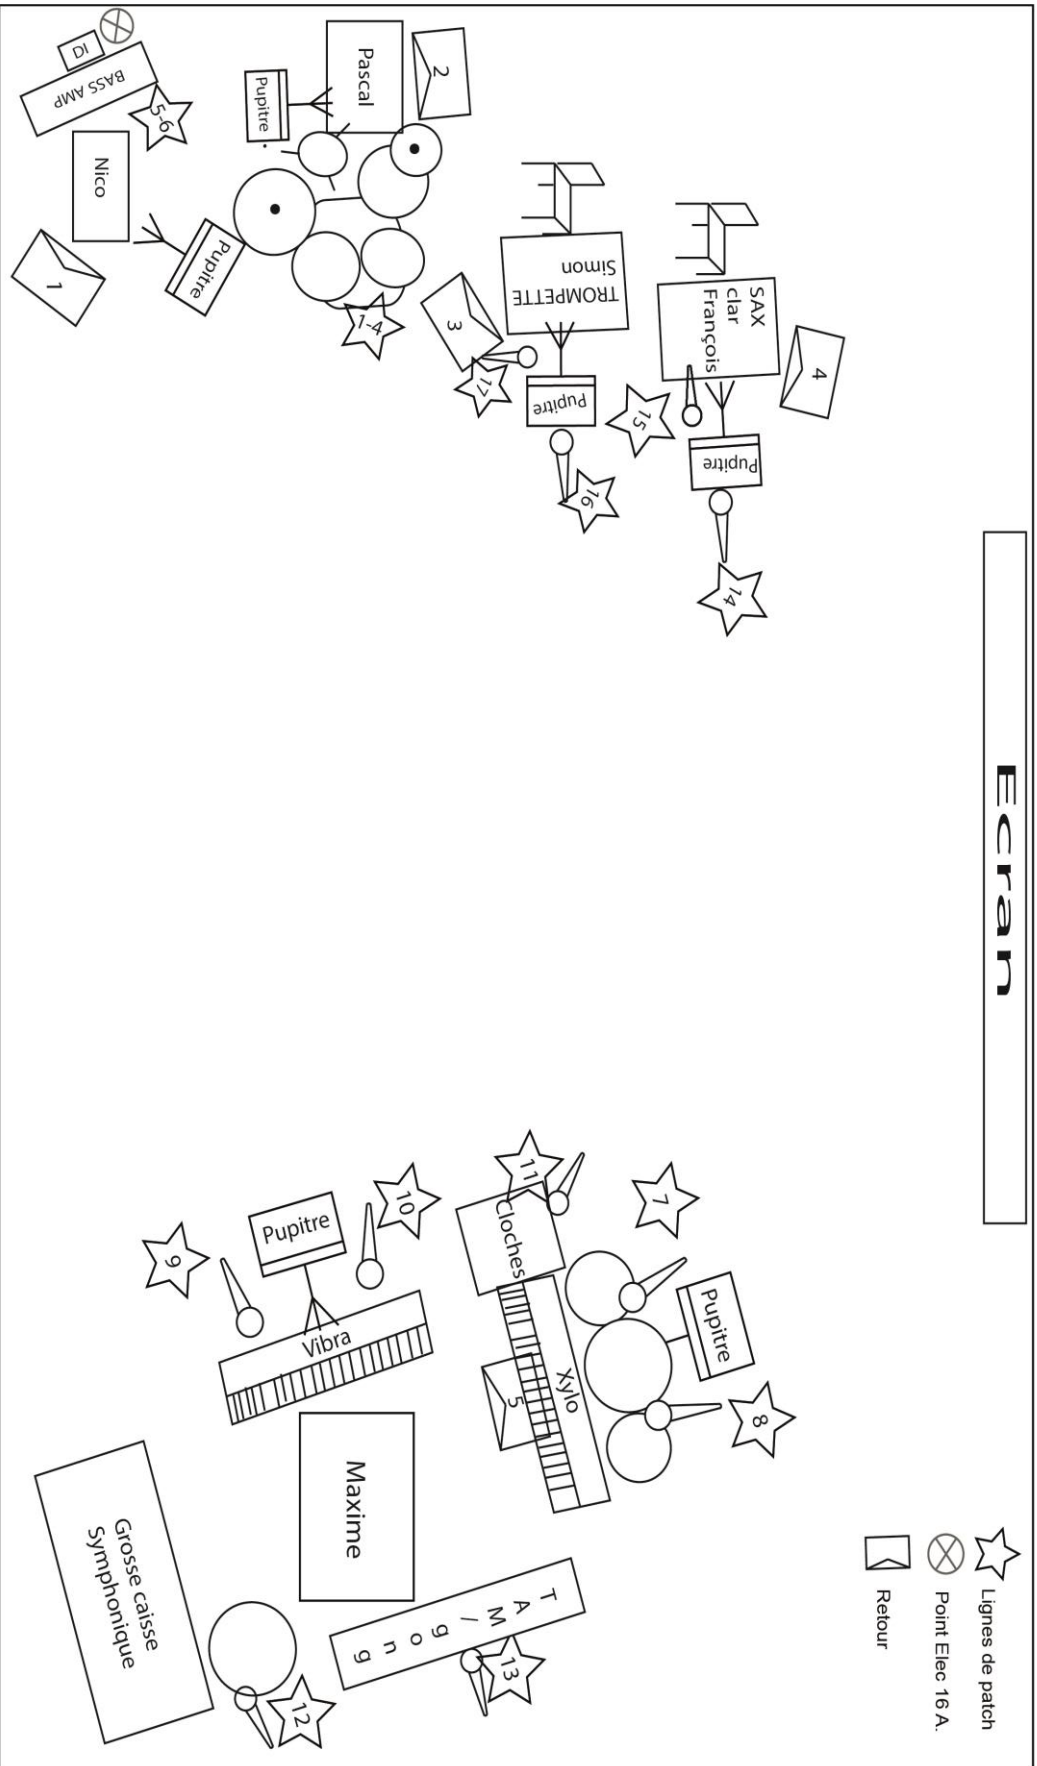 Ecran
Lignes de patch
Point Elec 16 A.
Retour
DI
BASS AMP
5-6
Nico
1
Pupitre
Pascal
2
Pupitre
1-4
Simon
TROMPETTE
3
17
Pupitre
16
SAX
clar
François
4
15
Pupitre
14
11
Cloches
7
Pupitre
8
Xylo
5
10
9
Pupitre
Vibra
Maxime
TAM/gong
13
12
Grosse caisse
Symphonique